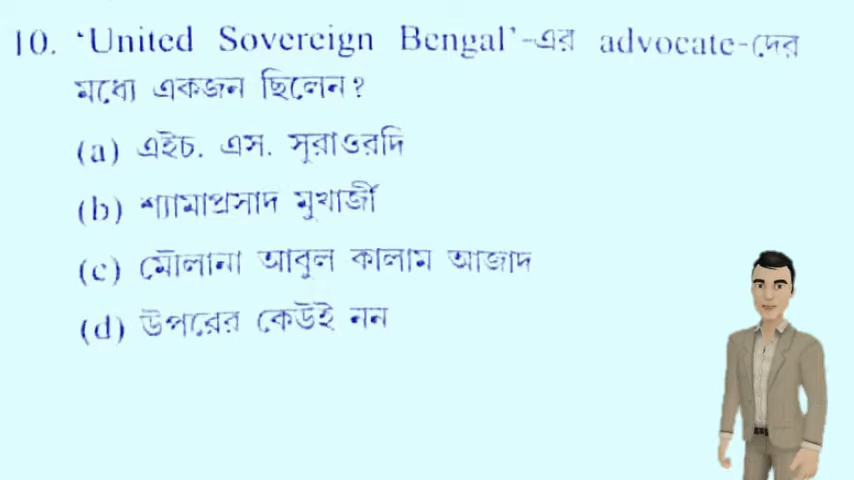 10. ‘United Sovereign Bengal’-এর advocate-দের
মধ্যে একজন ছিলেন?
(a) এইচ. এস. সুরাওরদি
(b) শ্যামাপ্রসাদ মুখার্জী
(c) মৌলানা আবুল কালাম আজাদ
(d) উপরের কেউই নন